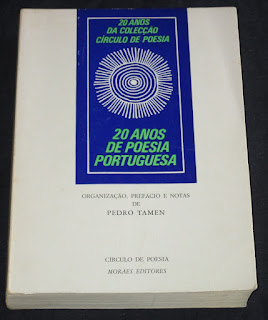 20 ANOS
DA COLECÇÃO
CÍRCULO DE POESIA
20 ANOS
DE POESIA
PORTUGUESA
ORGANIZAÇÃO, PREFÁCIO E NOTAS
DE
PEDRO TAMEN
CÍRCULO DE POESIA
MORAES EDITORES